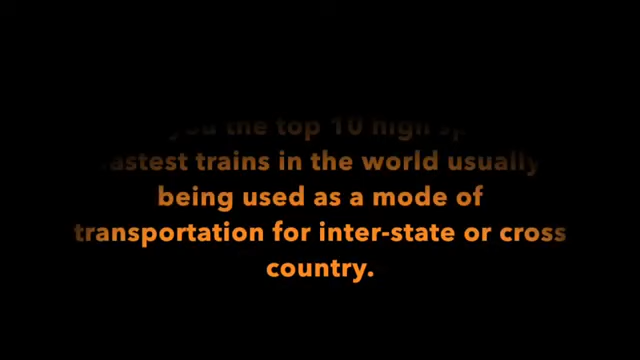 you the top 10 high
fastest trains in the world usually
being used as a mode of
transportation for inter-state or cross
country.